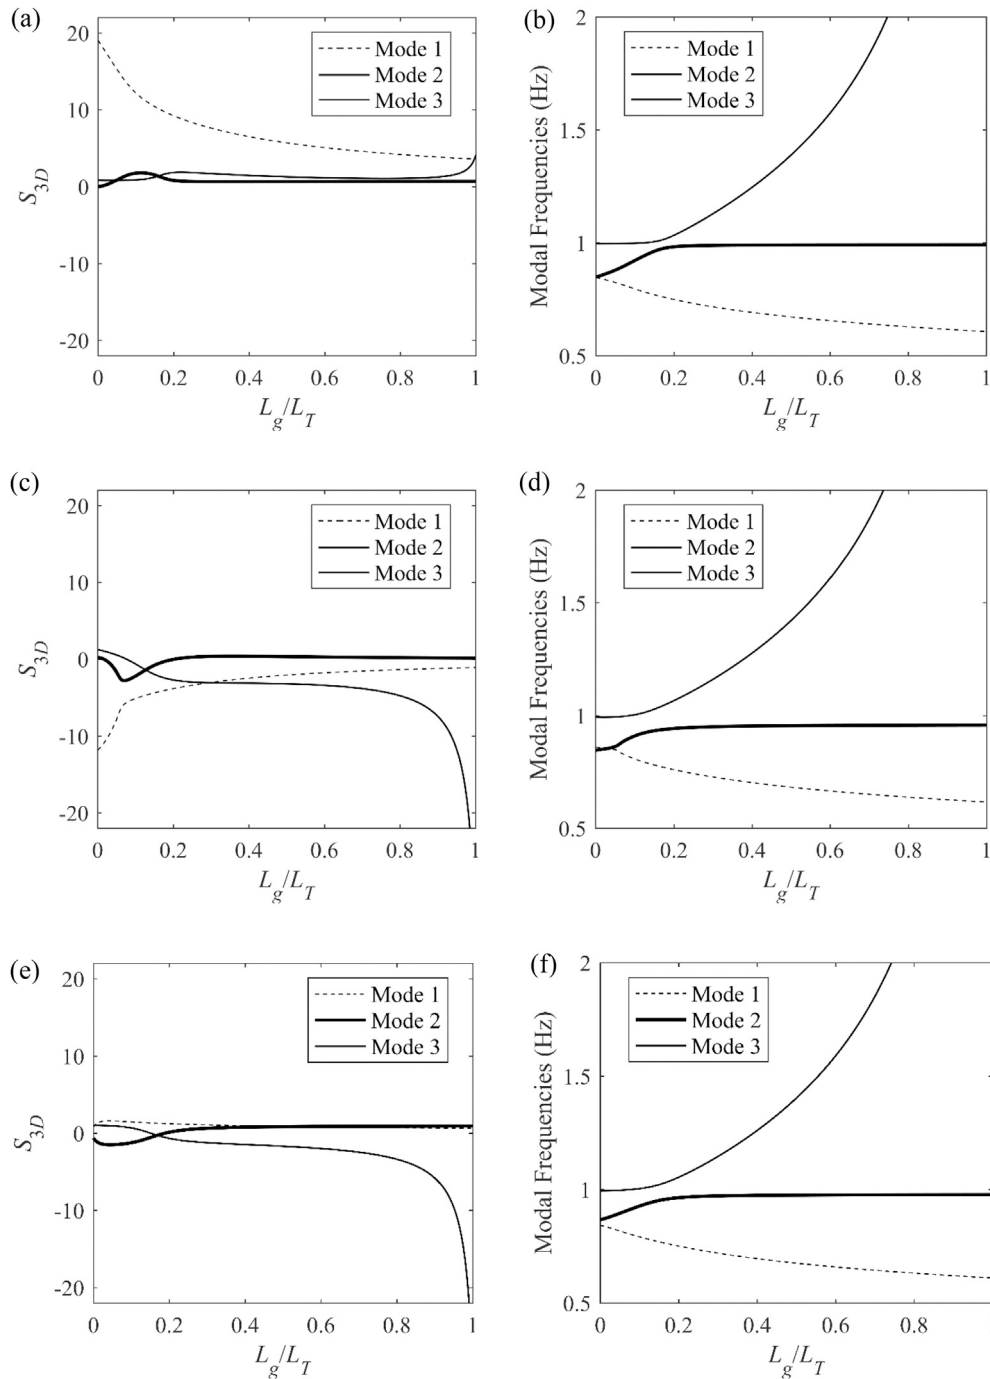 (a)
20
10
0
-10
-20
S3D
Mode 1
Mode 2
Mode 3
0 0.2 0.4 0.6 0.8 1
Lg/LT
(b)
2
1.5
1
0.5
Modal Frequencies (Hz)
Mode 1
Mode 2
Mode 3
0 0.2 0.4 0.6 0.8 1
Lg/LT
(c)
20
10
0
-10
-20
S3D
Mode 1
Mode 2
Mode 3
0 0.2 0.4 0.6 0.8 1
Lg/LT
(d)
2
1.5
1
0.5
Modal Frequencies (Hz)
Mode 1
Mode 2
Mode 3
0 0.2 0.4 0.6 0.8 1
Lg/LT
(e)
20
10
0
-10
-20
S3D
Mode 1
Mode 2
Mode 3
0 0.2 0.4 0.6 0.8 1
Lg/LT
(f)
2
1.5
1
0.5
Modal Frequencies (Hz)
Mode 1
Mode 2
Mode 3
0 0.2 0.4 0.6 0.8
Lg/LT